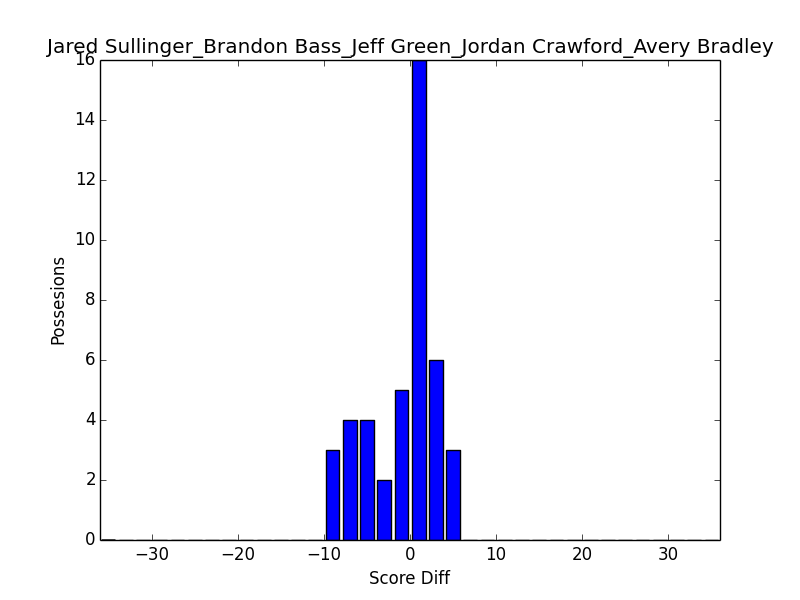 Jared Sullinger_Brandon Bass_Jeff Green_Jordan Crawford_Avery Bradley
16
14
12
10
8
6
4
2
0
Possesions
−30 −20 −10 0 10 20 30
Score Diff